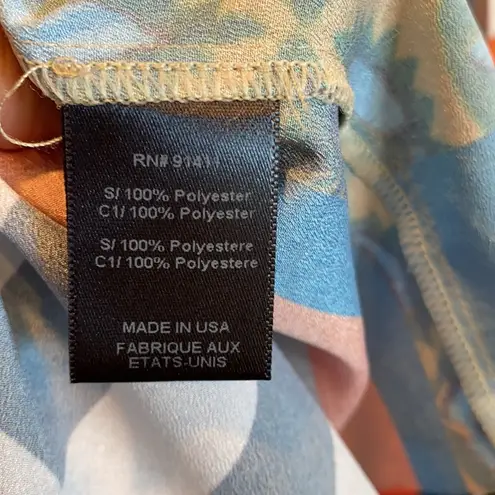 RN# 91411
S/ 100% Polyester
C1/ 100% Polyester
S/ 100% Polyestere
C1/ 100% Polyestere
MADE IN USA
FABRIQUE AUX
ETATS-UNIS